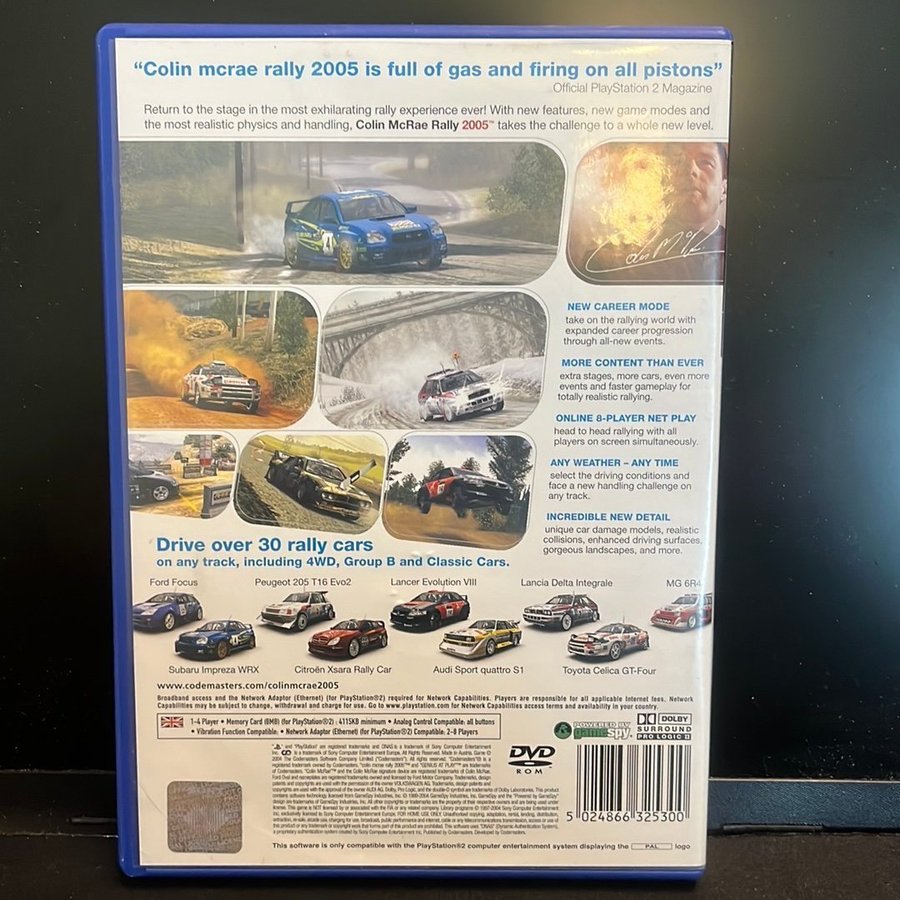 “Colin mcrae rally 2005 is full of gas and firing on all pistons”
Official PlayStation 2 Magazine
Return to the stage in the most exhilarating rally experience ever! With new features, new game modes and
the most realistic physics and handling, Colin McRae Rally 2005™ takes the challenge to a whole new level.
NEW CAREER MODE
take on the rallying world with
expanded career progression
through all-new events.
MORE CONTENT THAN EVER
extra stages, more cars, even more
events and faster gameplay for
totally realistic rallying.
ONLINE 8-PLAYER NET PLAY
head to head rallying with all
players on screen simultaneously.
ANY WEATHER – ANY TIME
select the driving conditions and
face a new handling challenge on
any track.
INCREDIBLE NEW DETAIL
unique car damage models, realistic
collisions, enhanced driving surfaces,
gorgeous landscapes, and more.
Drive over 30 rally cars
on any track, including 4WD, Group B and Classic Cars.
Ford Focus Peugeot 205 T16 Evo2 Lancer Evolution VIII Lancia Delta Integrale MG 6R4
Subaru Impreza WRX Citroën Xsara Rally Car Audi Sport quattro S1 Toyota Celica GT-Four
www.codemasters.com/colinmcrae2005
Broadband access and the Network Adaptor (Ethernet) (for PlayStation®2) required for Network Capabilities. Players are responsible for all applicable Internet fees. Network
Capabilities may be subject to change, withdrawal and charge for use. Go to www.playstation.com for Network Capabilities access terms and availability in your country.
1-4 Player • Memory Card (8MB) (for PlayStation®2) : 4115KB minimum • Analog Control Compatible: all buttons
• Vibration Function Compatible: • Network Adaptor (Ethernet) (for PlayStation®2) Compatible: 2-8 Players
POWERED BY
gamespy
DOLBY
SURROUND
PRO LOGIC II
DVD
ROM
5 024866 325300
This software is only compatible with the PlayStation®2 computer entertainment system displaying the PAL logo